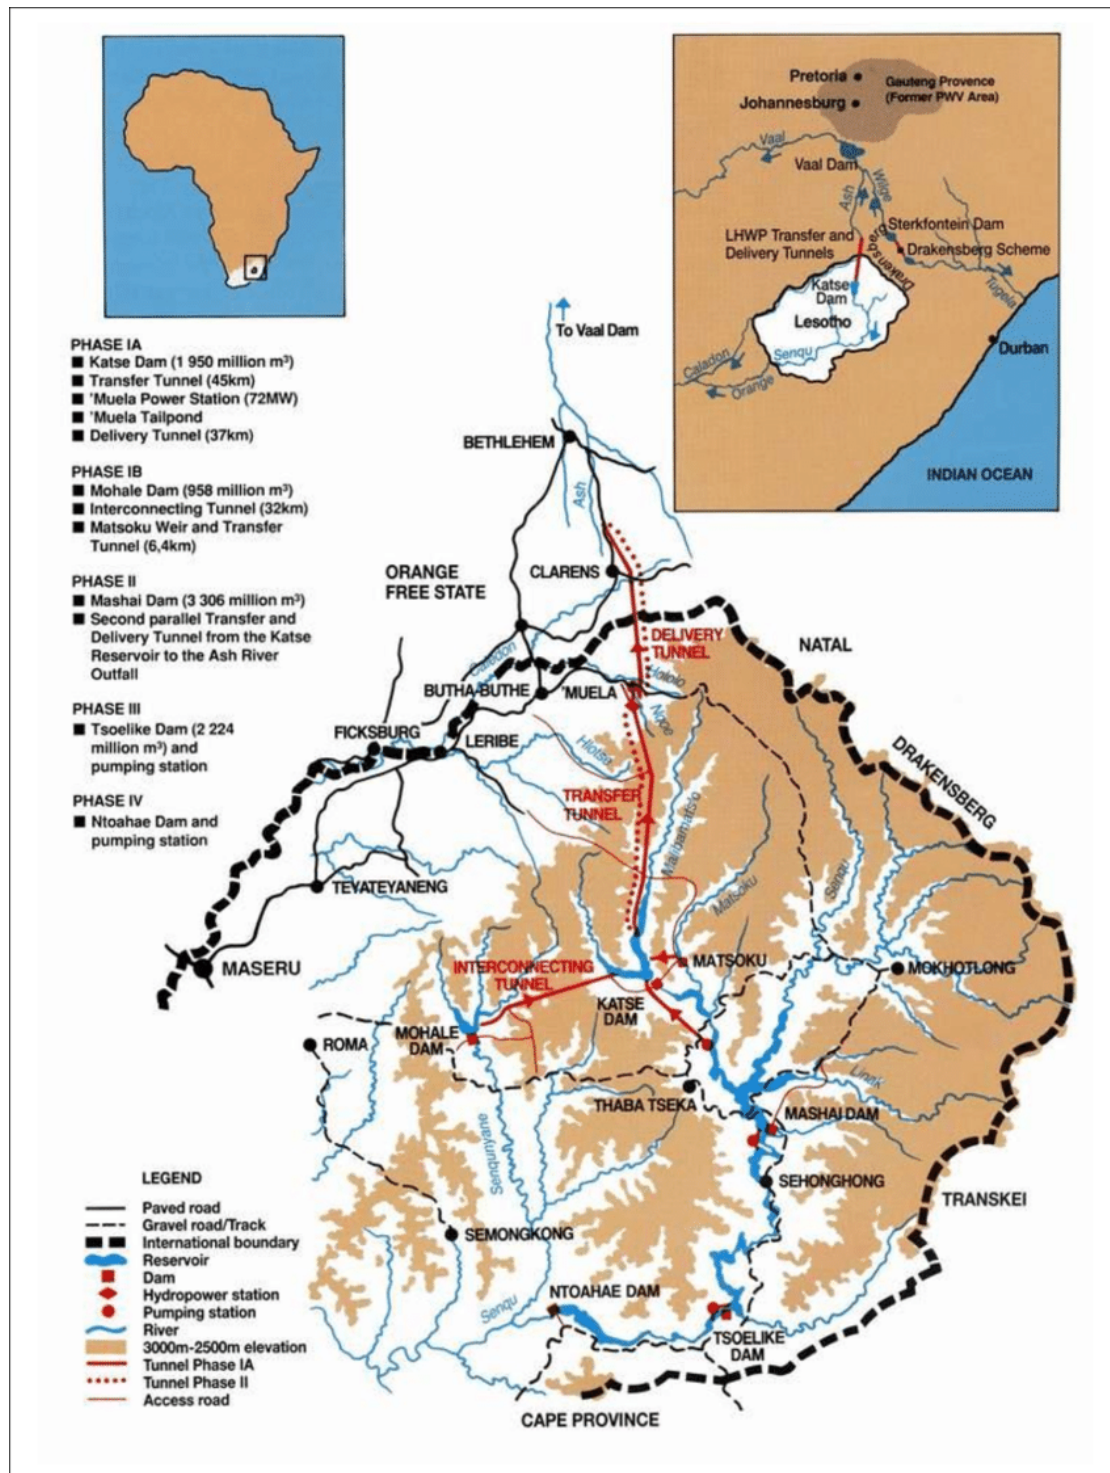 Pretoria
Johannesburg
Gauteng Provence
(Former PWV Area)
Vaal
Vaal Dam
Ash
Wilge
Sterkfontein Dam
LHWP Transfer and
Delivery Tunnels
Drakensberg
Drakensberg Scheme
Tugela
Katse
Dam
Lesotho
Senqu
Durban
Caladon
Orange
INDIAN OCEAN
PHASE IA
■ Katse Dam (1 950 million m³)
■ Transfer Tunnel (45km)
■ 'Muela Power Station (72MW)
■ 'Muela Tailpond
■ Delivery Tunnel (37km)
PHASE IB
■ Mohale Dam (958 million m³)
■ Interconnecting Tunnel (32km)
■ Matsoku Weir and Transfer
Tunnel (6,4km)
PHASE II
■ Mashai Dam (3 306 million m³)
■ Second parallel Transfer and
Delivery Tunnel from the Katse
Reservoir to the Ash River
Outfall
PHASE III
■ Tsoelike Dam (2 224
million m³) and
pumping station
PHASE IV
■ Ntoahae Dam and
pumping station
To Vaal Dam
BETHLEHEM
Ash
ORANGE
FREE STATE
CLARENS
DELIVERY
TUNNEL
NATAL
Caledon
Hololo
BUTHA-BUTHE
'MUELA
Nqoe
FICKSBURG
LERIBE
Hlotse
DRAKENSBERG
TRANSFER
TUNNEL
Malibamatso
Senqu
Matsoku
TEYATEYANENG
MASERU
INTERCONNECTING
TUNNEL
MATSOKU
MOKHOTLONG
KATSE
DAM
ROMA
MOHALE
DAM
Linak
THABA TSEKA
MASHAI DAM
Senqunyane
SEHONGHONG
TRANSKEI
SEMONGKONG
NTOAHAE DAM
Senqu
TSOELIKE
DAM
CAPE PROVINCE
LEGEND
Paved road
Gravel road/Track
International boundary
Reservoir
Dam
Hydropower station
Pumping station
River
3000m-2500m elevation
Tunnel Phase IA
Tunnel Phase II
Access road